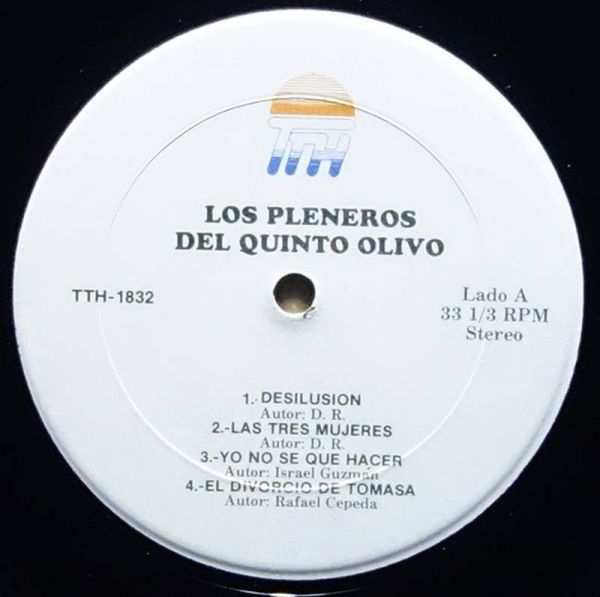 TTH
LOS PLENEROS
DEL QUINTO OLIVO
TTH-1832
Lado A
33 1/3 RPM
Stereo
1.-DESILUSION
Autor: D. R.
2.-LAS TRES MUJERES
Autor: D. R.
3.-YO NO SE QUE HACER
Autor: Israel Guzmán
4.-EL DIVORCIO DE TOMASA
Autor: Rafael Cepeda